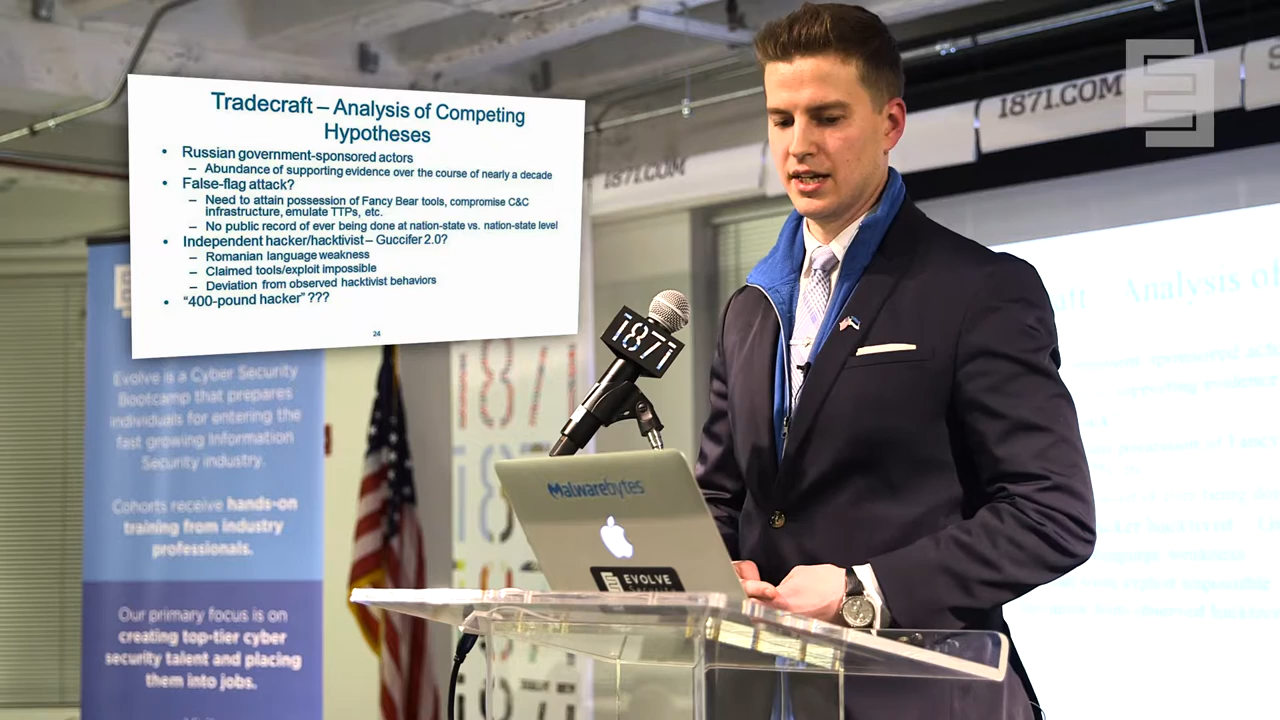 Tradecraft – Analysis of Competing
Hypotheses
• Russian government-sponsored actors
– Abundance of supporting evidence over the course of nearly a decade
• False-flag attack?
– Need to attain possession of Fancy Bear tools, compromise C&C
infrastructure, emulate TTPs, etc.
– No public record of ever being done at nation-state vs. nation-state level
• Independent hacker/hacktivist – Guccifer 2.0?
– Romanian language weakness
– Claimed tools/exploit impossible
– Deviation from observed hacktivist behaviors
• “400-pound hacker” ???
24
1871.COM
1871.COM
Analysis of
Evolve is a Cyber Security
Bootcamp that prepares
individuals for entering the
fast growing Information
Security industry.
Cohorts receive hands-on
training from industry
professionals.
Our primary focus is on
creating top-tier cyber
security talent and placing
them into jobs.
1871
1871
Malwarebytes
EVOLVE
Security